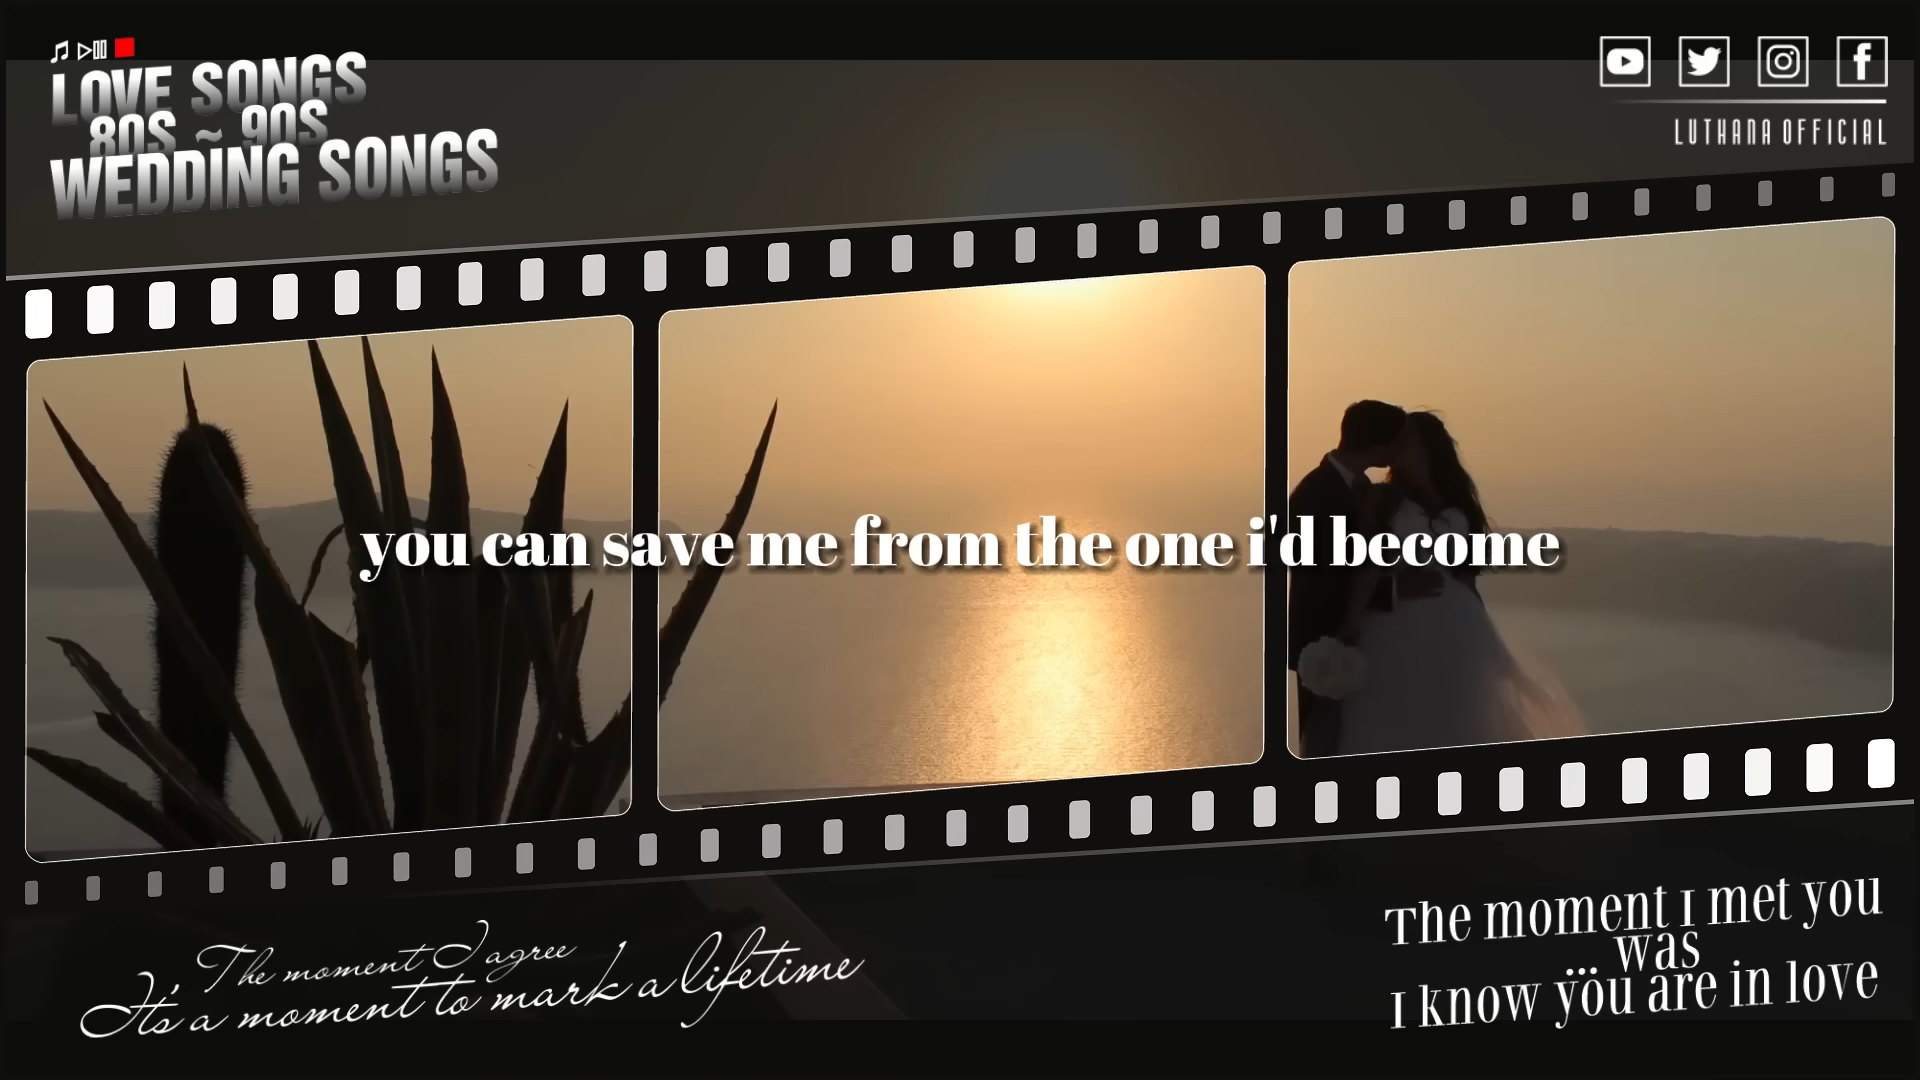 LOVE SONGS
80S ~ 90S
WEDDING SONGS
LUTHANA OFFICIAL
you can save me from the one i'd become
The moment I agree
It's a moment to mark a lifetime
The moment I met you
was
I know you are in love